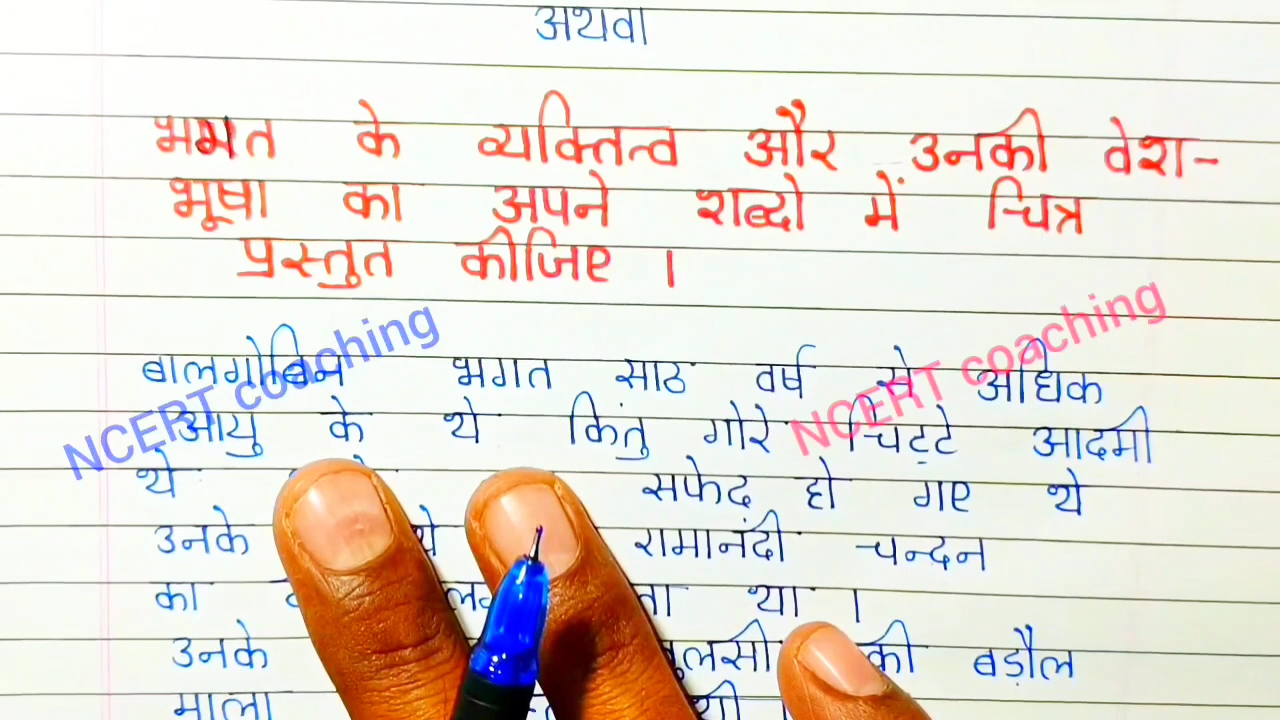 अथवा
भगत के व्यक्तित्व और उनकी वेश-
भूषा का अपने शब्दो में चित्र
प्रस्तुत कीजिए ।
बालगोबिन भगत साठ वर्ष से अधिक
आयु के थे किंतु गोरे चिट्टे आदमी
थे सफेद हो गए थे
उनके रामानंदी चन्दन
का था ।
उनके तुलसी की बड़ौल
माला
NCERT coaching
NCERT coaching